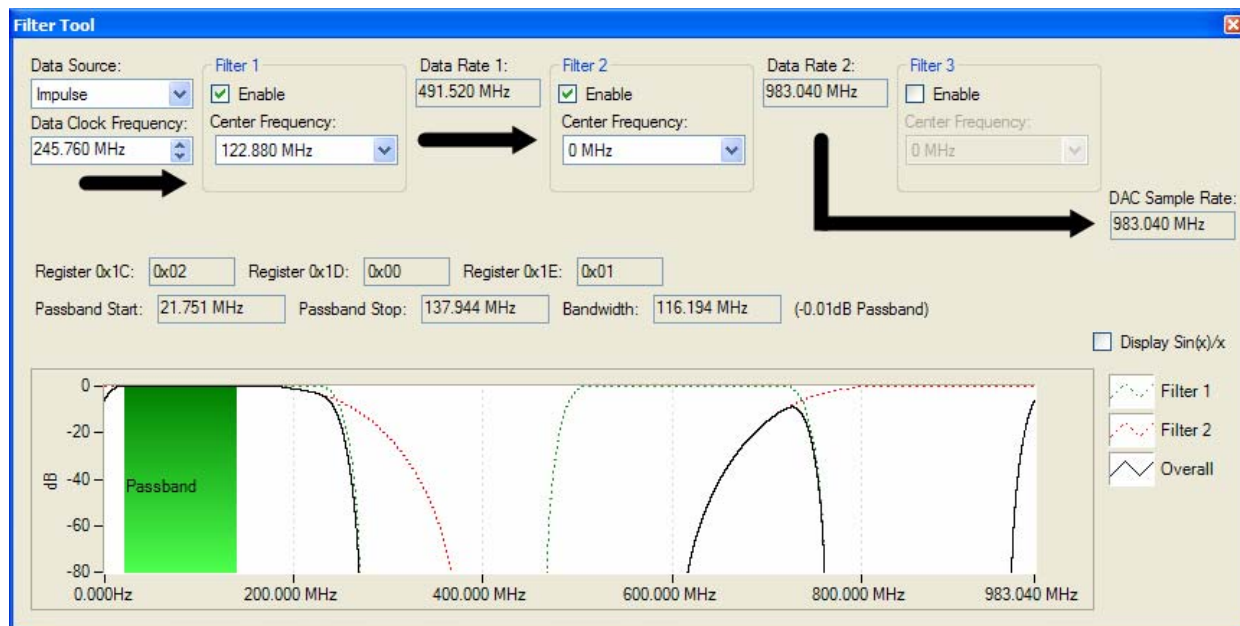 Filter Tool
Data Source:
Impulse
Data Clock Frequency:
245.760 MHz
Filter 1
Enable
Center Frequency:
122.880 MHz
Data Rate 1:
491.520 MHz
Filter 2
Enable
Center Frequency:
0 MHz
Data Rate 2:
983.040 MHz
Filter 3
Enable
Center Frequency:
0 MHz
DAC Sample Rate:
983.040 MHz
Register 0x1C: 0x02 Register 0x1D: 0x00 Register 0x1E: 0x01
Passband Start: 21.751 MHz Passband Stop: 137.944 MHz Bandwidth: 116.194 MHz (-0.01dB Passband)
Display Sin(x)/x
0
-20
-40
-60
-80
dB
Passband
0.000Hz 200.000 MHz 400.000 MHz 600.000 MHz 800.000 MHz 983.040 MHz
Filter 1
Filter 2
Overall